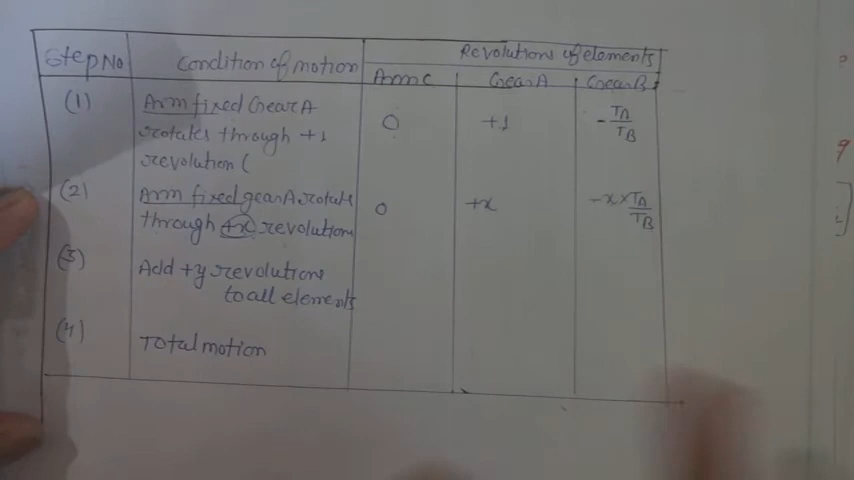 Step No Condition of motion Revolutions of elements
Arm C Gear A Gear B
(1) Arm fixed Gear A 0 +1 -TA/TB
rotates through +1
revolution (
(2) Arm fixed gear A rotate 0 +x -x×TA/TB
through +x revolution
(3) Add +y revolutions
to all elements
(4) Total motion